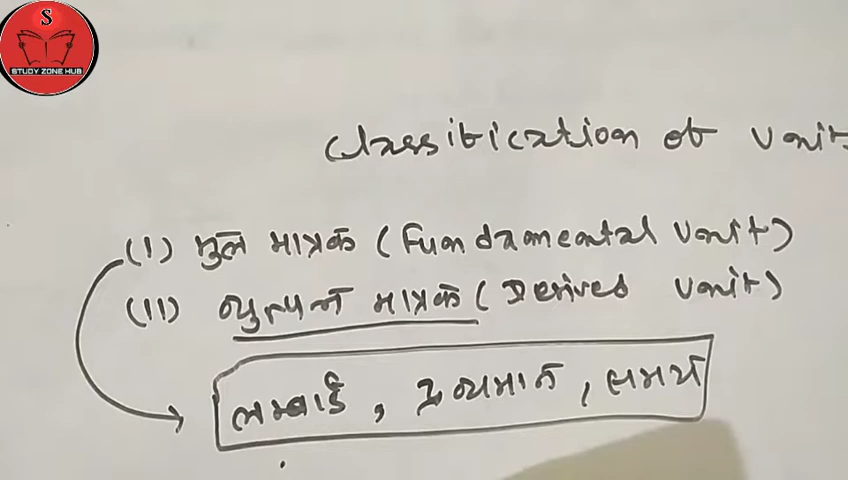 S
STUDY ZONE HUB
Classification of Unit
(I) मुल मात्रक (Fundamental Unit)
(II) व्युत्पन्न मात्रक (Derived Unit)
लम्बाई, द्रव्यमान, समय